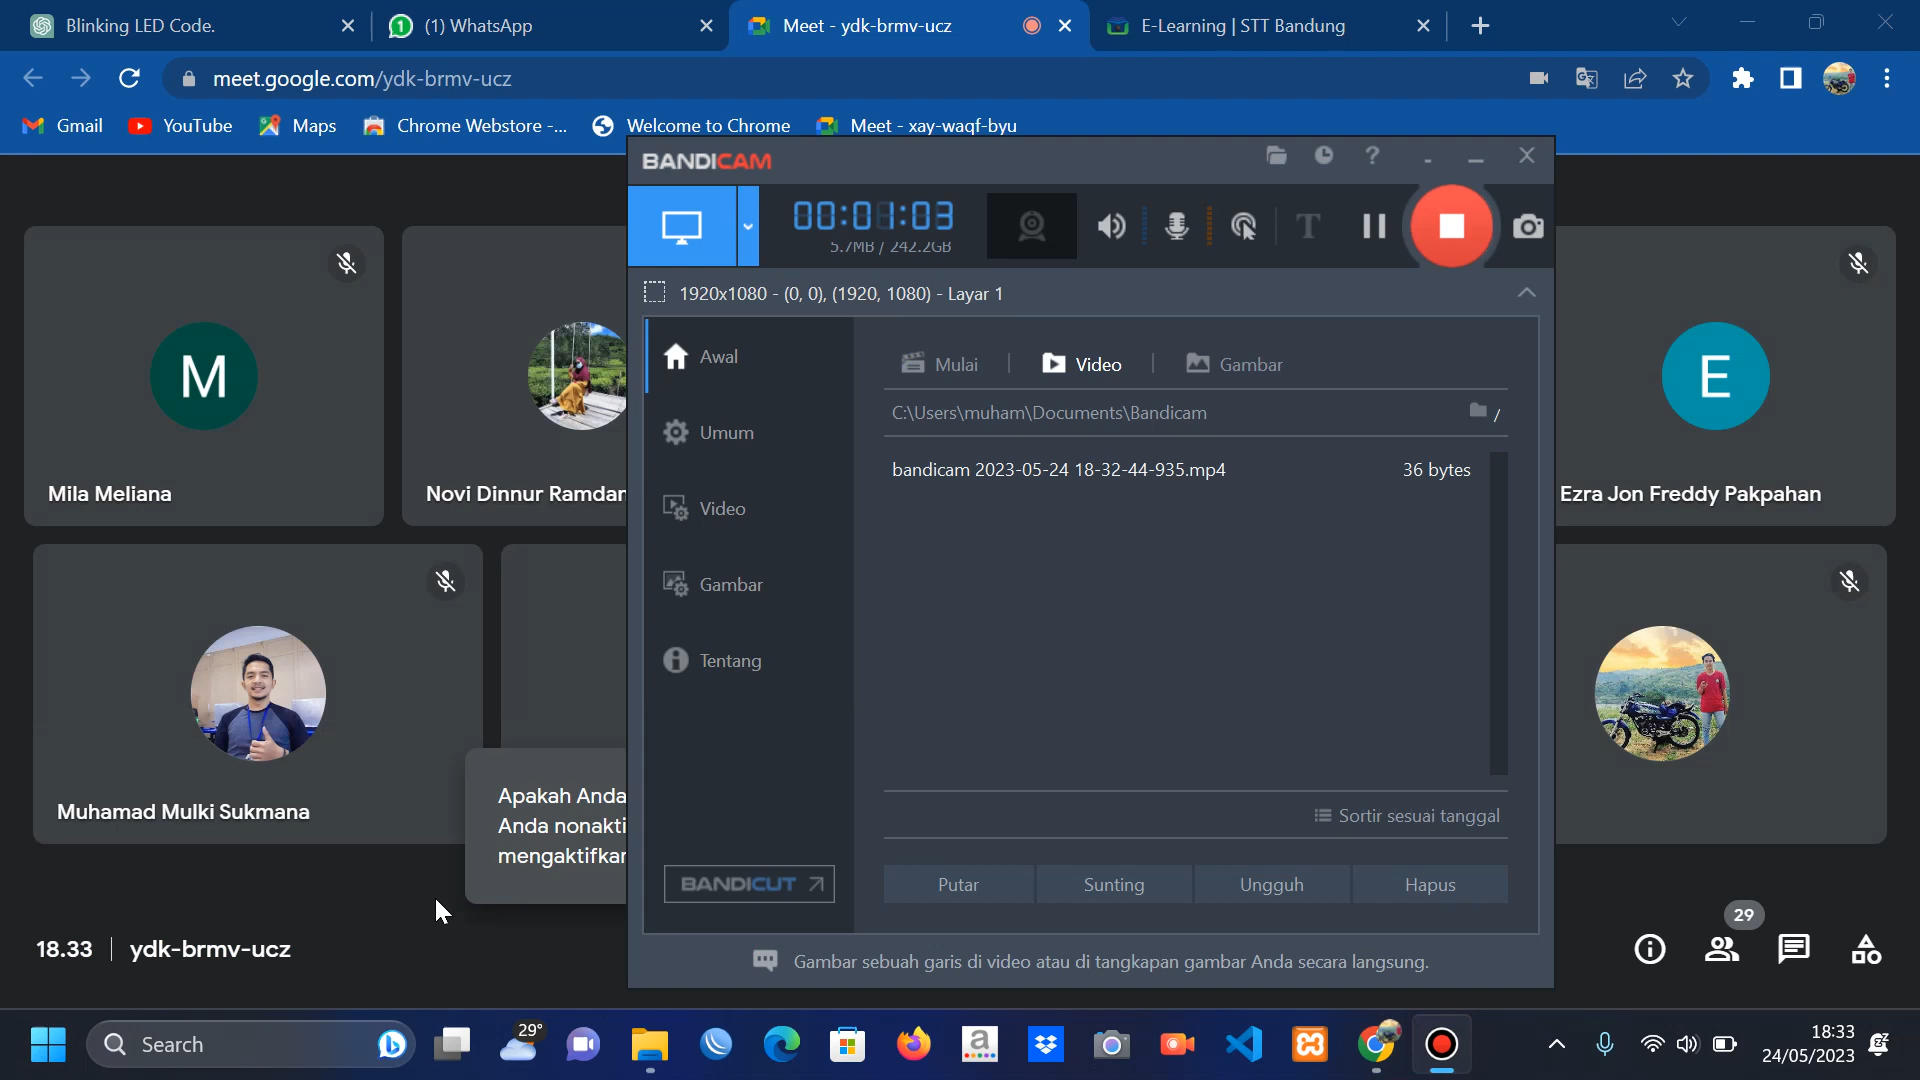 Blinking LED Code.
(1) WhatsApp
Meet - ydk-brmv-ucz
E-Learning | STT Bandung
meet.google.com/ydk-brmv-ucz
Gmail
YouTube
Maps
Chrome Webstore -...
Welcome to Chrome
Meet - xay-waqf-byu
BANDICAM
00:01:03
5.7MB / 242.2GB
1920x1080 - (0, 0), (1920, 1080) - Layar 1
Awal
Umum
Video
Gambar
Tentang
BANDICUT
Mulai
Video
Gambar
C:\Users\muham\Documents\Bandicam
/
bandicam 2023-05-24 18-32-44-935.mp4
36 bytes
Sortir sesuai tanggal
Putar
Sunting
Ungguh
Hapus
Gambar sebuah garis di video atau di tangkapan gambar Anda secara langsung.
M
Mila Meliana
Novi Dinnur Ramdan
E
Ezra Jon Freddy Pakpahan
Muhamad Mulki Sukmana
Apakah Anda
Anda nonakti
mengaktifkan
18.33
ydk-brmv-ucz
29
Search
29°
18:33
24/05/2023